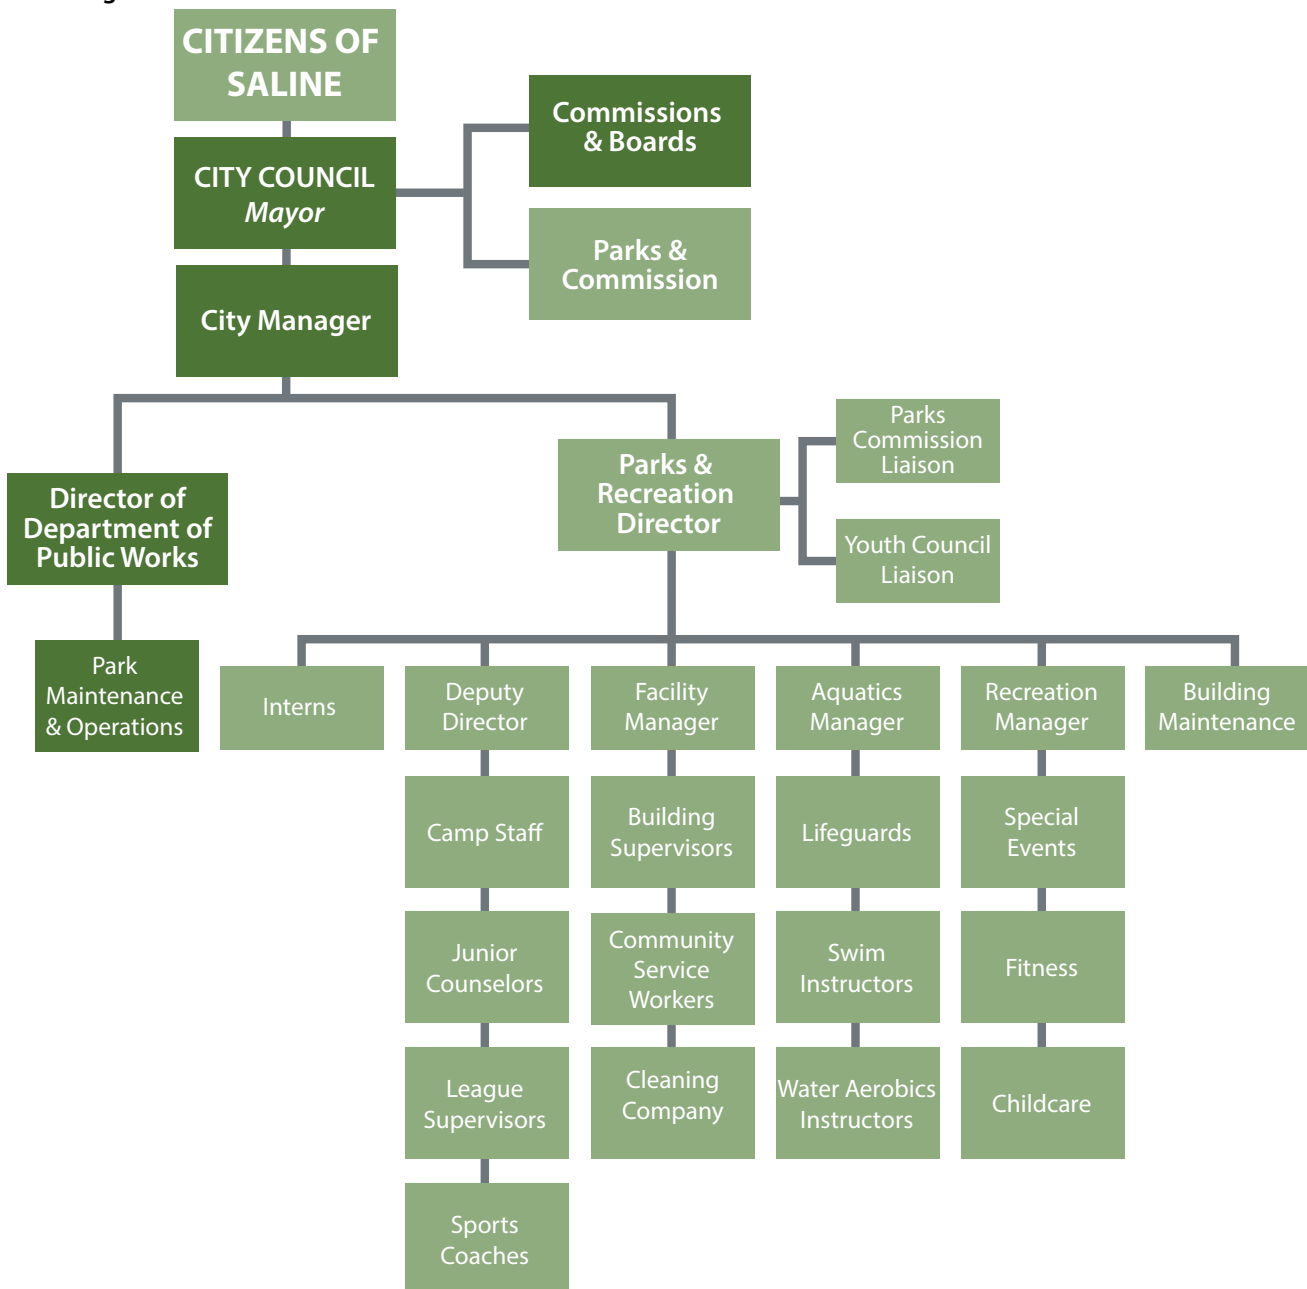 CITIZENS OF
SALINE
Commissions
& Boards
CITY COUNCIL
Mayor
Parks &
Commission
City Manager
Parks
Commission
Liaison
Parks &
Recreation
Director
Director of
Department of
Public Works
Youth Council
Liaison
Park
Maintenance
& Operations
Interns
Deputy
Director
Facility
Manager
Aquatics
Manager
Recreation
Manager
Building
Maintenance
Camp Staff
Building
Supervisors
Lifeguards
Special
Events
Junior
Counselors
Community
Service
Workers
Swim
Instructors
Fitness
League
Supervisors
Cleaning
Company
Water Aerobics
Instructors
Childcare
Sports
Coaches